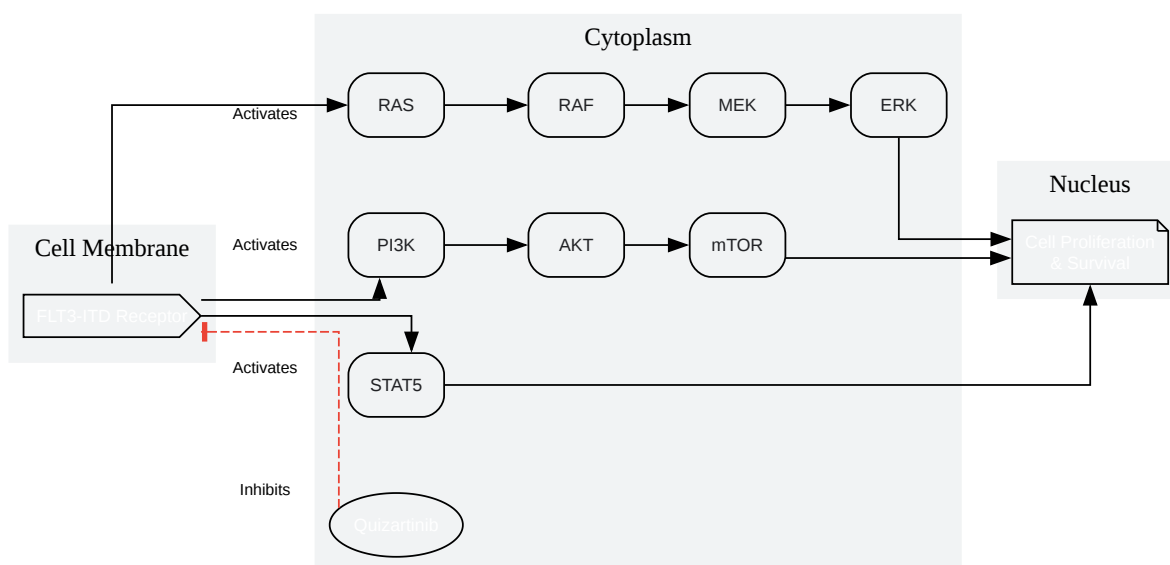 Cytoplasm
RAS
RAF
MEK
ERK
Activates
Nucleus
Cell Proliferation
& Survival
Cell Membrane
Activates
PI3K
AKT
mTOR
FLT3-ITD Receptor
Activates
STAT5
Inhibits
Quizartinib